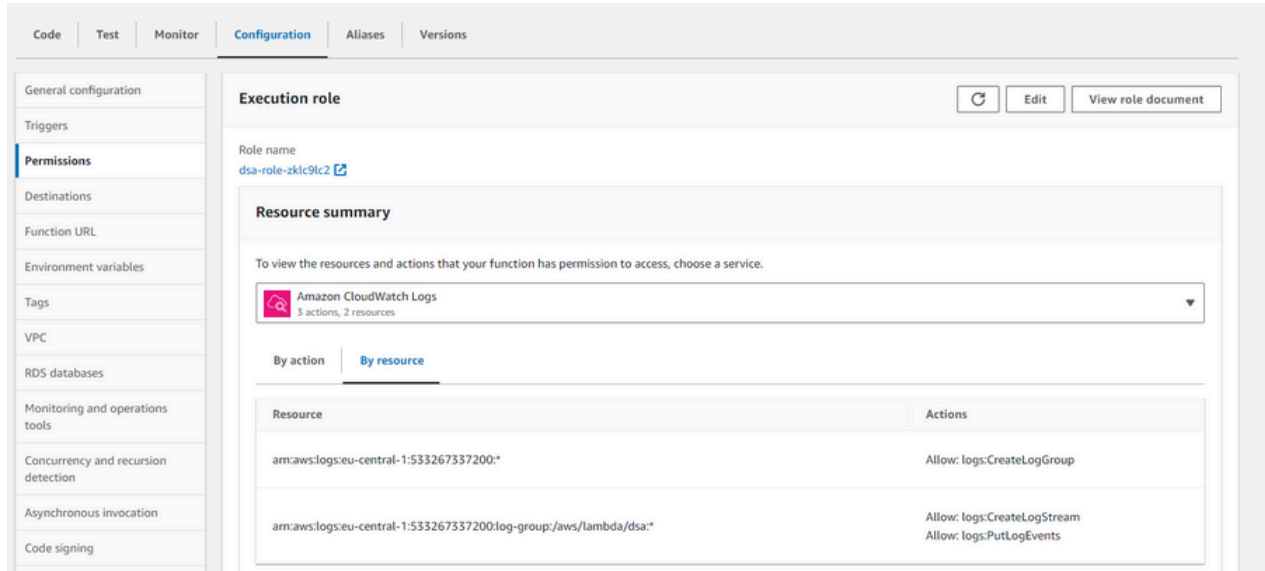 Code
Test
Monitor
Configuration
Aliases
Versions
General configuration
Triggers
Permissions
Destinations
Function URL
Environment variables
Tags
VPC
RDS databases
Monitoring and operations
tools
Concurrency and recursion
detection
Asynchronous invocation
Code signing
Execution role
Edit
View role document
Role name
dsa-role-zklc9lc2
Resource summary
To view the resources and actions that your function has permission to access, choose a service.
Amazon CloudWatch Logs
3 actions, 2 resources
By action
By resource
Resource
Actions
arn:aws:logs:eu-central-1:533267337200:*
Allow: logs:CreateLogGroup
arn:aws:logs:eu-central-1:533267337200:log-group:/aws/lambda/dsa:*
Allow: logs:CreateLogStream
Allow: logs:PutLogEvents